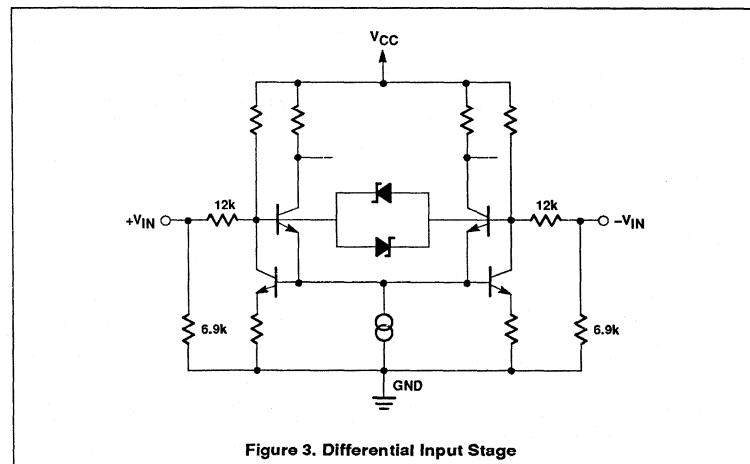 VCC
12k
12k
+VIN
–VIN
6.9k
6.9k
GND
Figure 3. Differential Input Stage